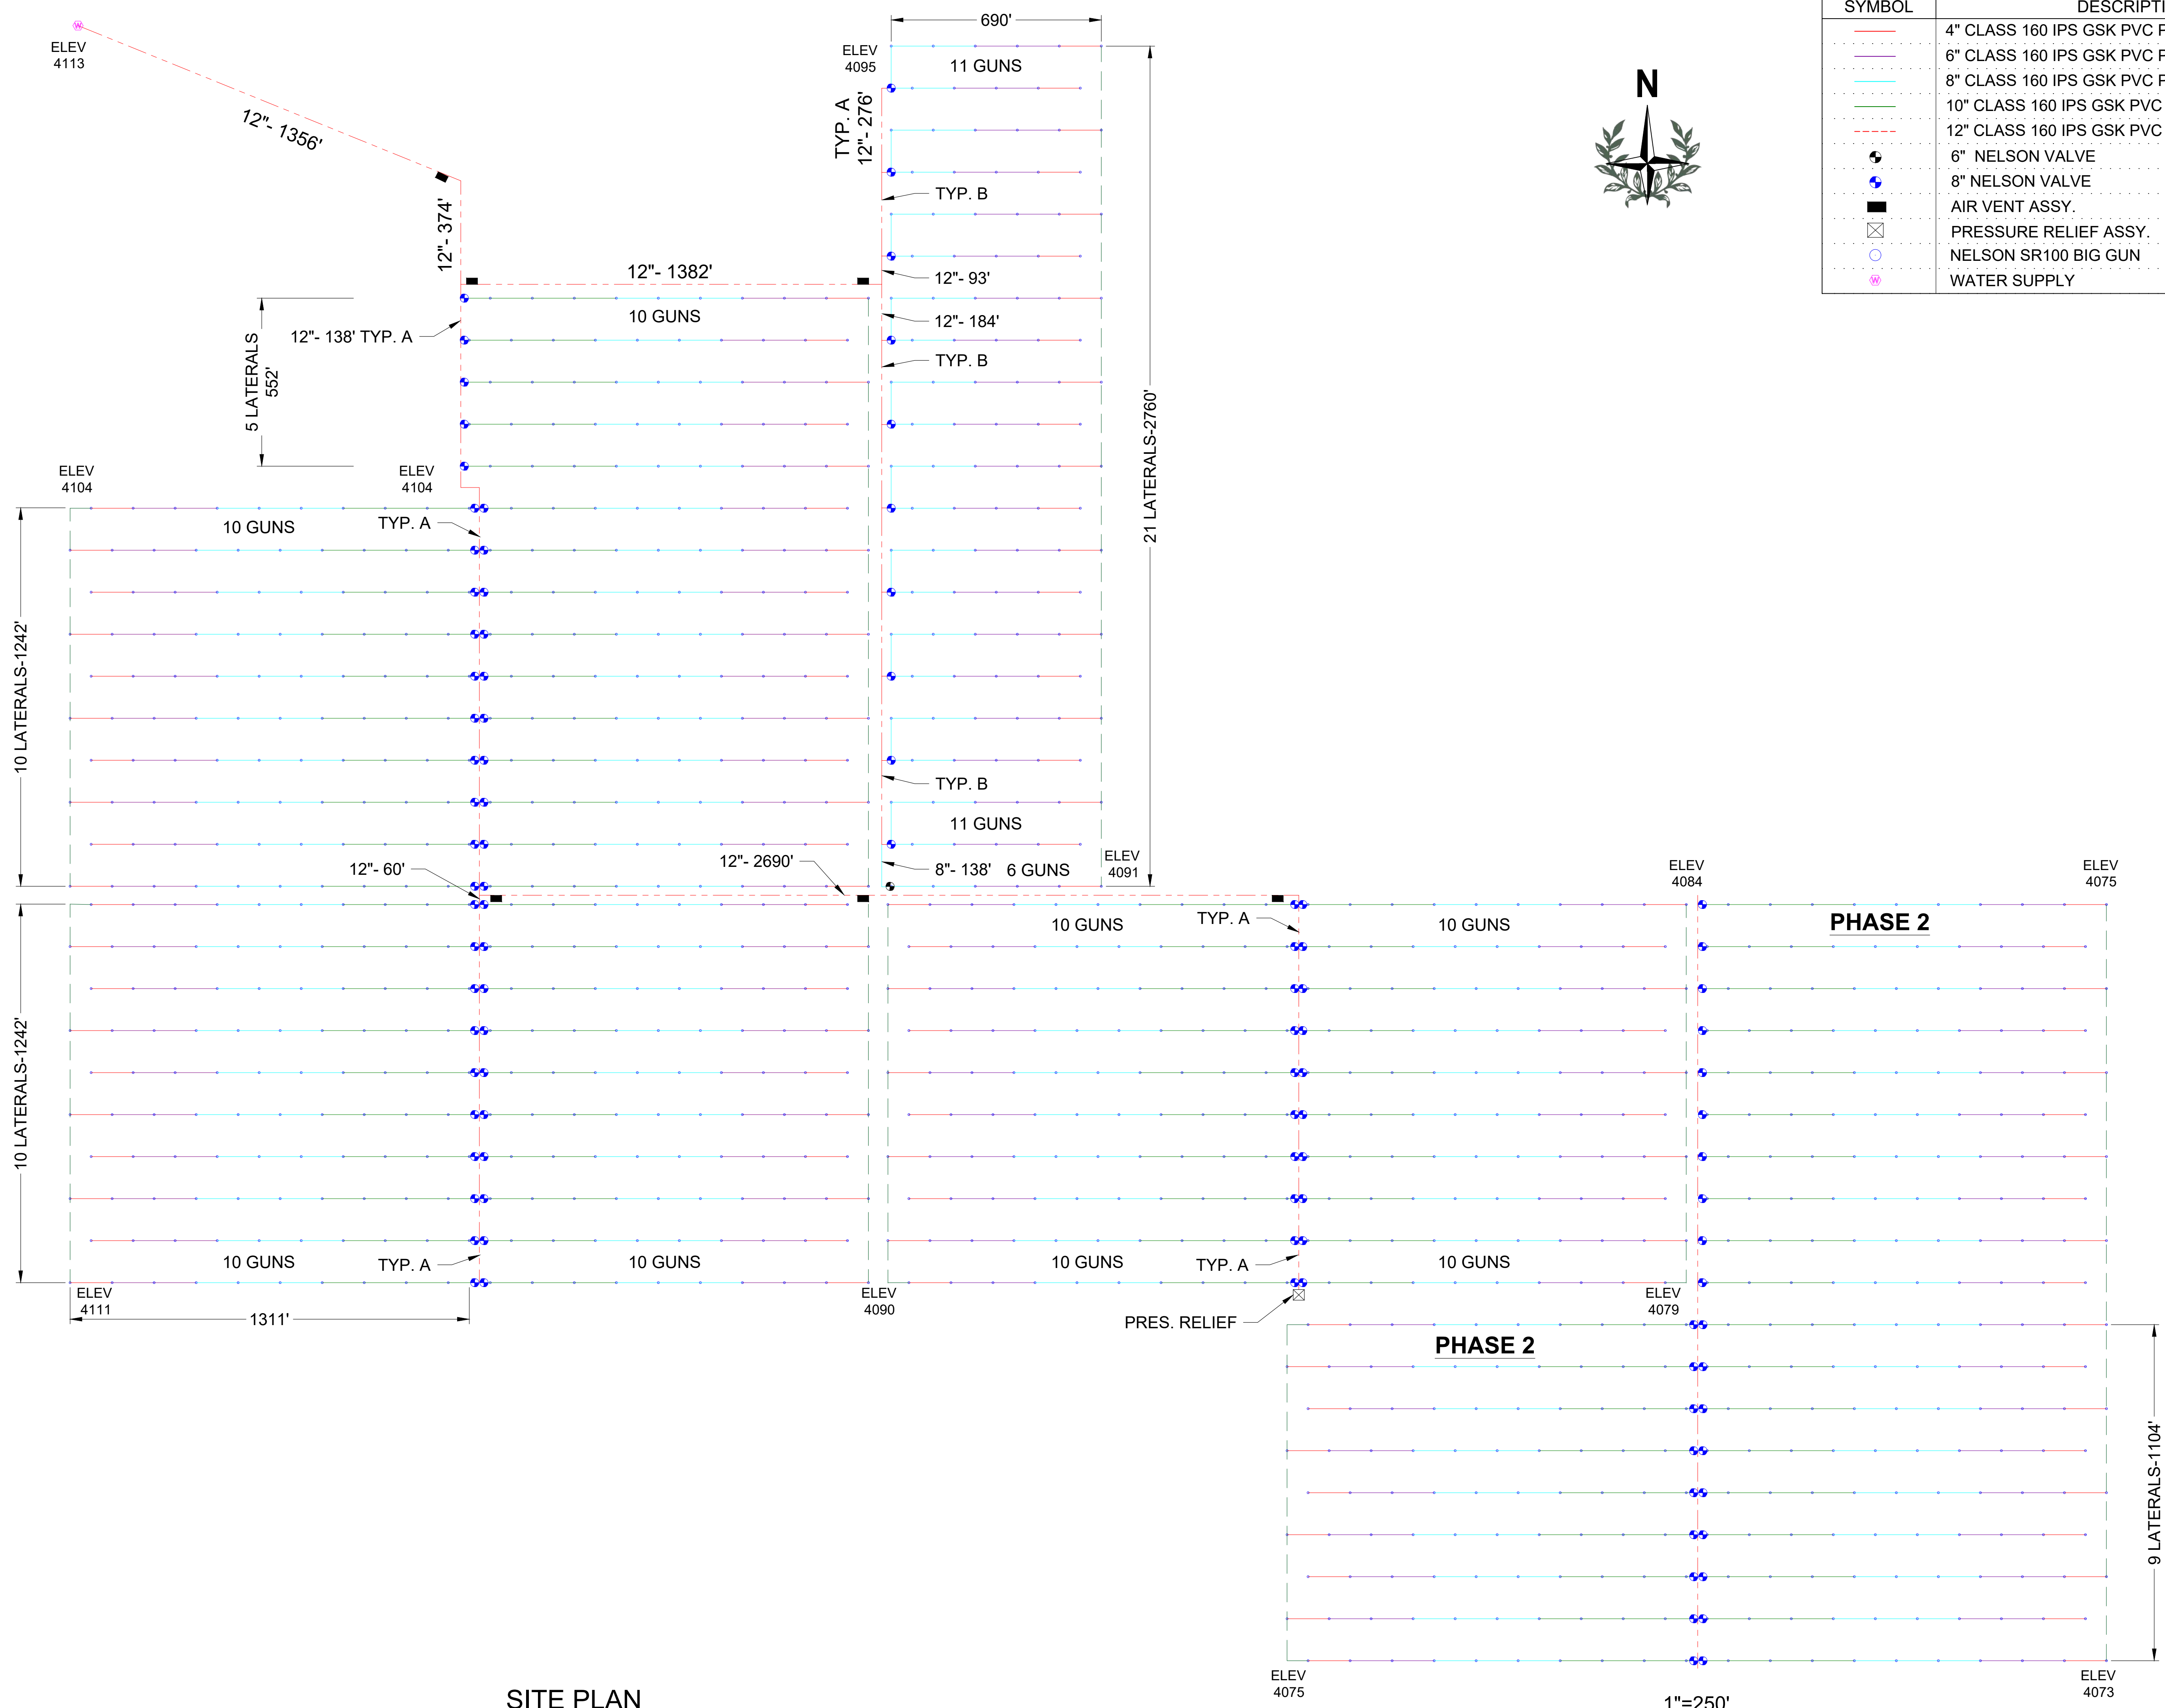 690'
SYMBOL DESCRIPTI
4" CLASS 160 IPS GSK PVC P
6" CLASS 160 IPS GSK PVC P
8" CLASS 160 IPS GSK PVC P
10" CLASS 160 IPS GSK PVC
12" CLASS 160 IPS GSK PVC
6" NELSON VALVE
8" NELSON VALVE
AIR VENT ASSY.
PRESSURE RELIEF ASSY.
NELSON SR100 BIG GUN
W WATER SUPPLY
N
W
ELEV
4113
12"- 1356'
12"- 374'
ELEV
4095
11 GUNS
TYP. A
12"- 276'
TYP. B
12"- 1382'
12"- 93'
12"- 184'
TYP. B
10 GUNS
12"- 138' TYP. A
5 LATERALS
552'
21 LATERALS-2760'
ELEV
4104
ELEV
4104
10 GUNS
TYP. A
10 LATERALS-1242'
TYP. B
11 GUNS
12"- 60'
12"- 2690'
8"- 138' 6 GUNS
ELEV
4091
ELEV
4084
ELEV
4075
10 GUNS
TYP. A
10 GUNS
PHASE 2
10 LATERALS-1242'
10 GUNS
TYP. A
10 GUNS
10 GUNS
TYP. A
10 GUNS
ELEV
4111
1311'
ELEV
4090
ELEV
4079
PRES. RELIEF
PHASE 2
9 LATERALS-1104'
ELEV
4075
ELEV
4073
SITE PLAN
1"=250'